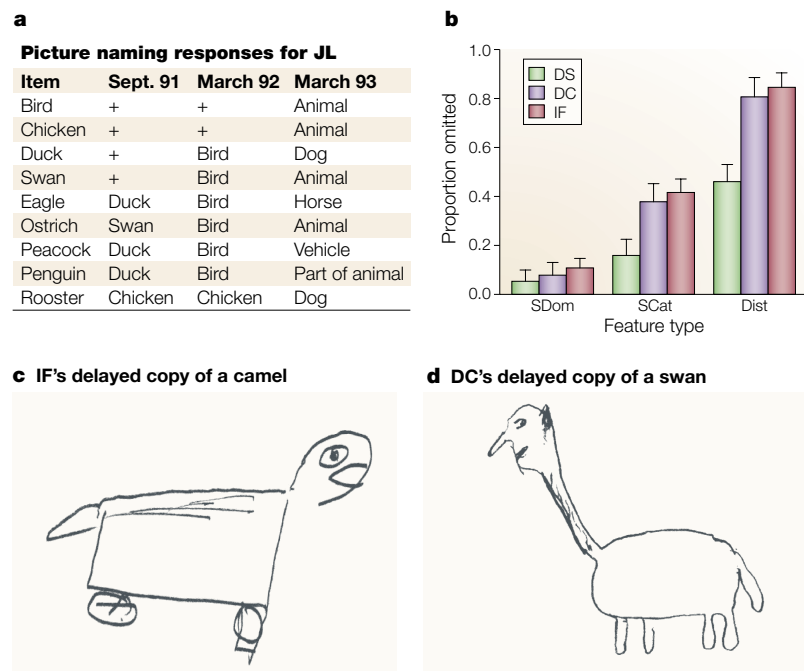 a
Picture naming responses for JL
Item Sept. 91 March 92 March 93
Bird + + Animal
Chicken + + Animal
Duck + Bird Dog
Swan + Bird Animal
Eagle Duck Bird Horse
Ostrich Swan Bird Animal
Peacock Duck Bird Vehicle
Penguin Duck Bird Part of animal
Rooster Chicken Chicken Dog
b
Proportion omitted
1.0
0.8
0.6
0.4
0.2
0.0
DS
DC
IF
SDom SCat Dist
Feature type
c IF's delayed copy of a camel
d DC's delayed copy of a swan